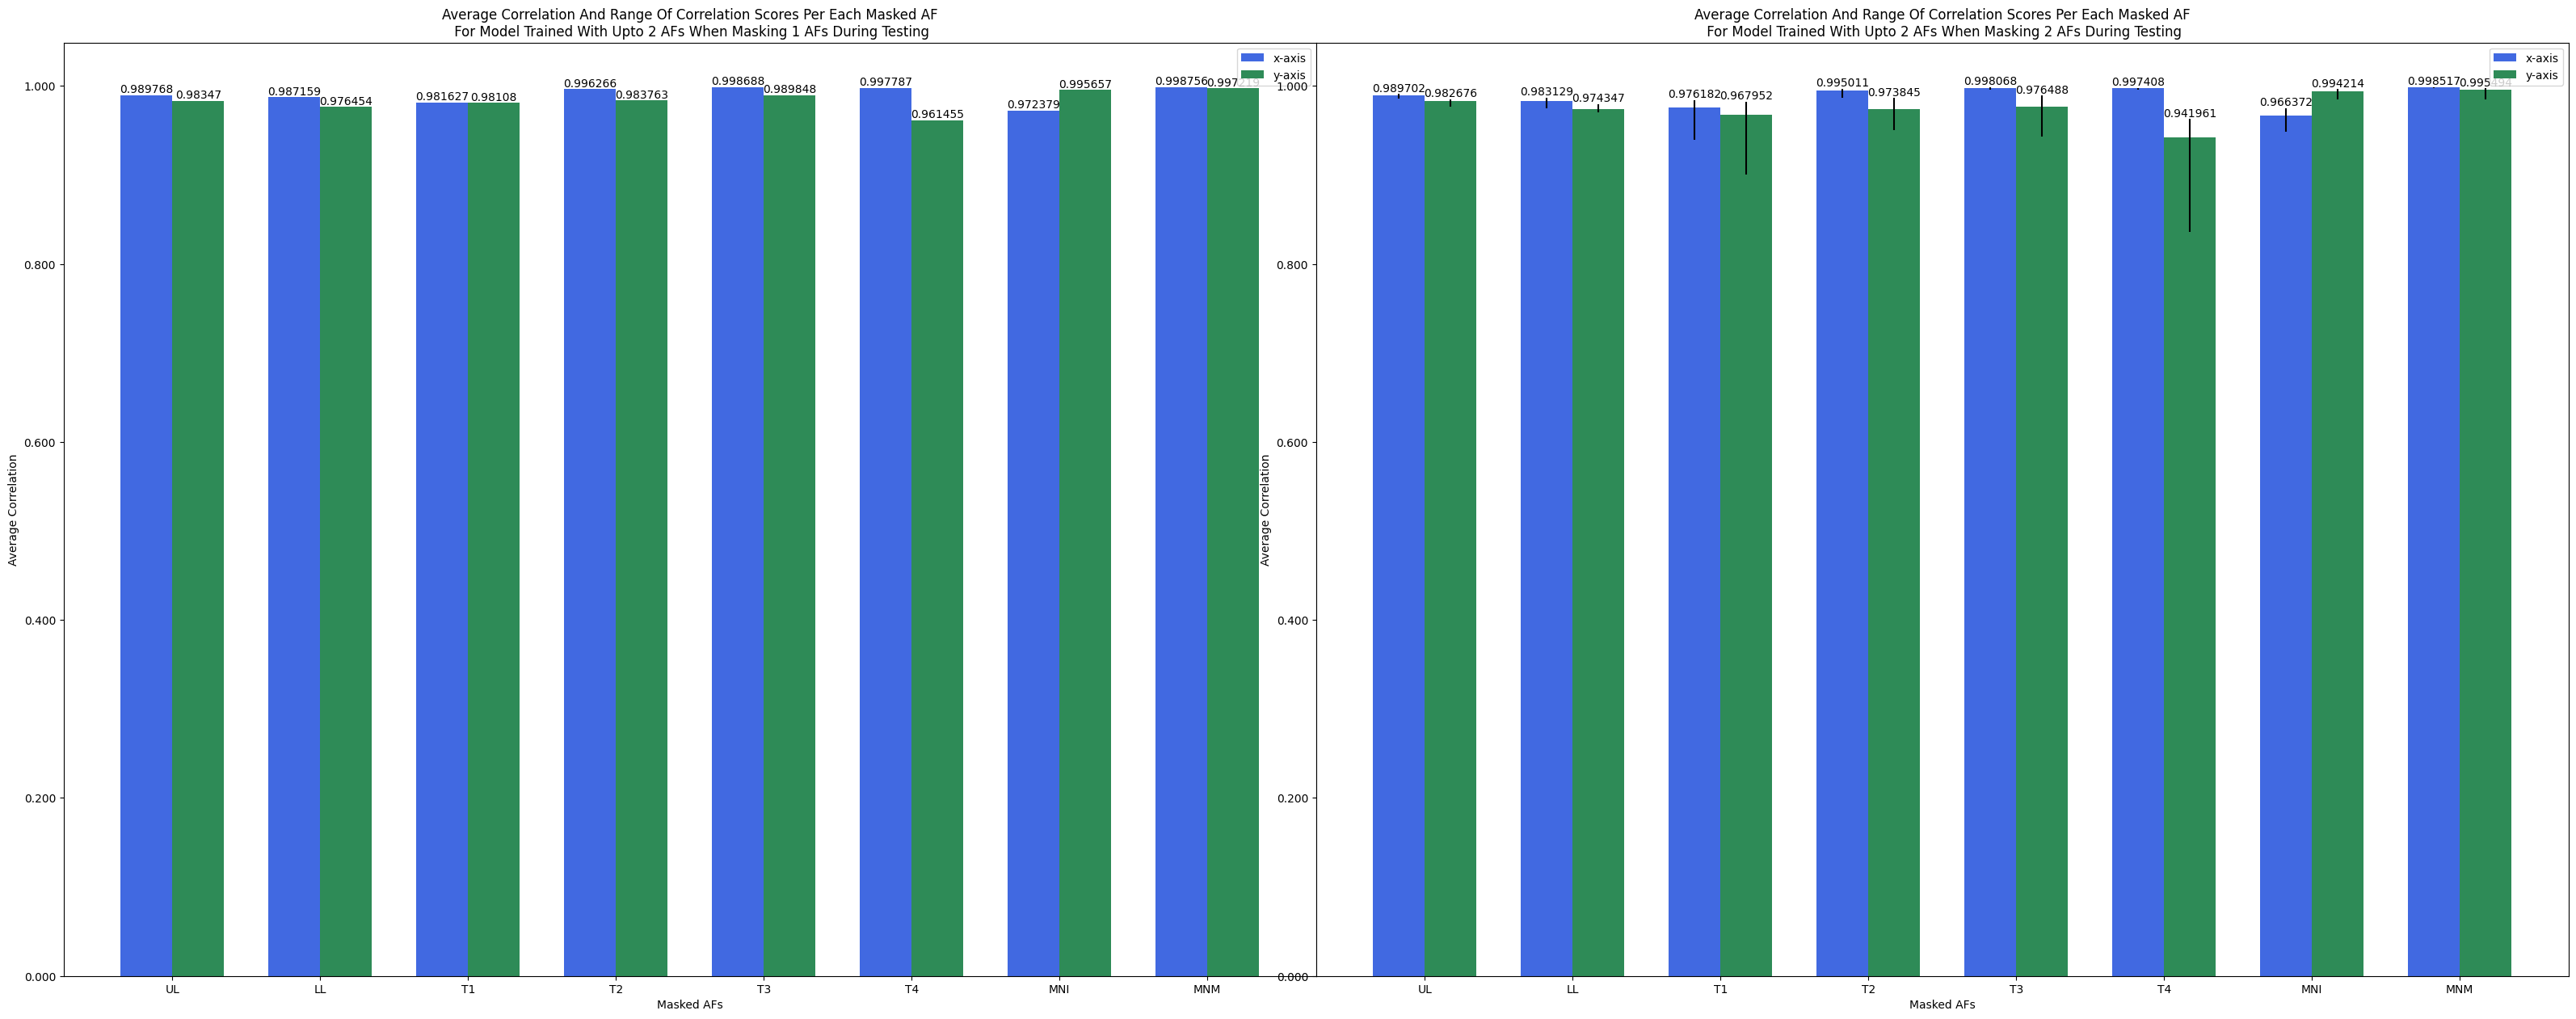 Average Correlation And Range Of Correlation Scores Per Each Masked AF
For Model Trained With Upto 2 AFs When Masking 1 AFs During Testing
x-axis
y-axis
1.000
0.800
0.600
0.400
0.200
0.000
Average Correlation
0.989768
0.98347
0.987159
0.976454
0.981627
0.98108
0.996266
0.983763
0.998688
0.989848
0.997787
0.961455
0.972379
0.995657
0.998756
0.997219
UL
LL
T1
T2
T3
T4
MNI
MNM
Masked AFs
Average Correlation And Range Of Correlation Scores Per Each Masked AF
For Model Trained With Upto 2 AFs When Masking 2 AFs During Testing
x-axis
y-axis
1.000
0.800
0.600
0.400
0.200
0.000
Average Correlation
0.989702
0.982676
0.983129
0.974347
0.976182
0.967952
0.995011
0.973845
0.998068
0.976488
0.997408
0.941961
0.966372
0.994214
0.998517
UL
LL
T1
T2
T3
T4
MNI
MNM
Masked AFs